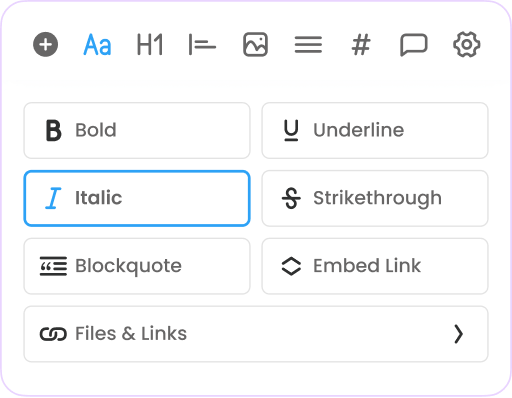 Aa H1 #
B Bold
U Underline
I Italic
S Strikethrough
Blockquote
Embed Link
Files & Links